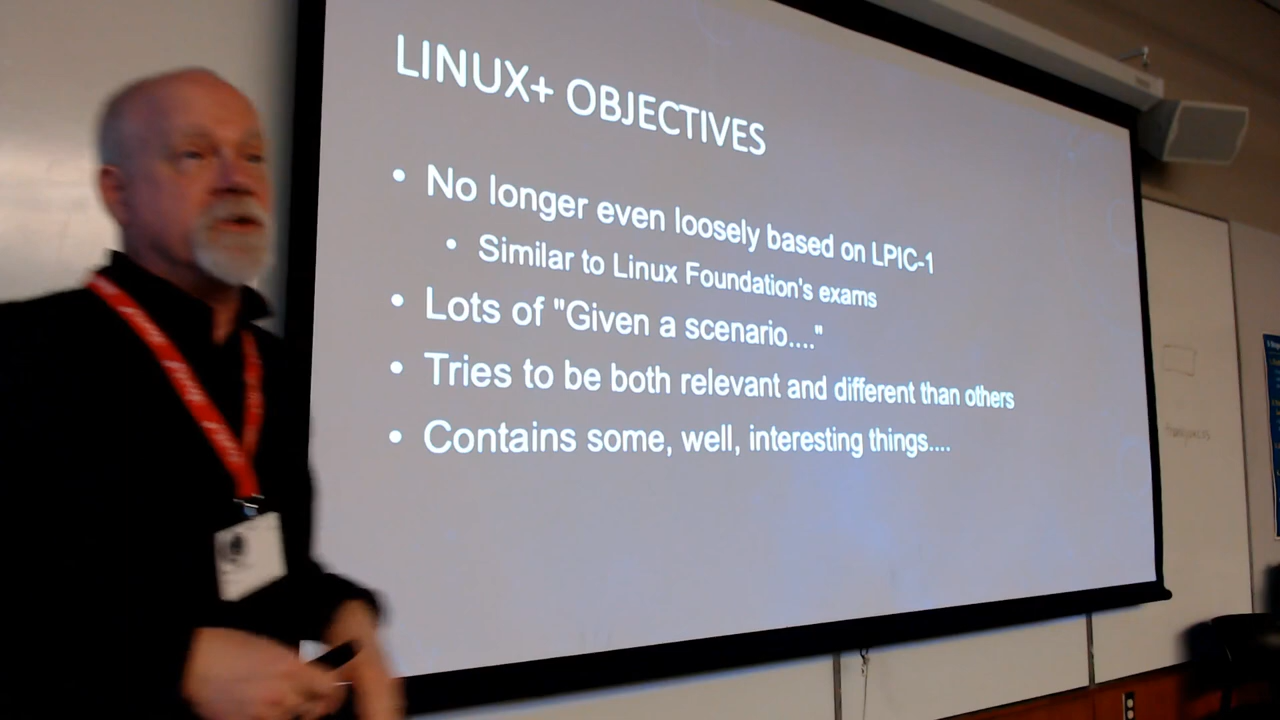 LINUX+ OBJECTIVES
• No longer even loosely based on LPIC-1
• Similar to Linux Foundation's exams
• Lots of "Given a scenario...."
• Tries to be both relevant and different than others
• Contains some, well, interesting things....